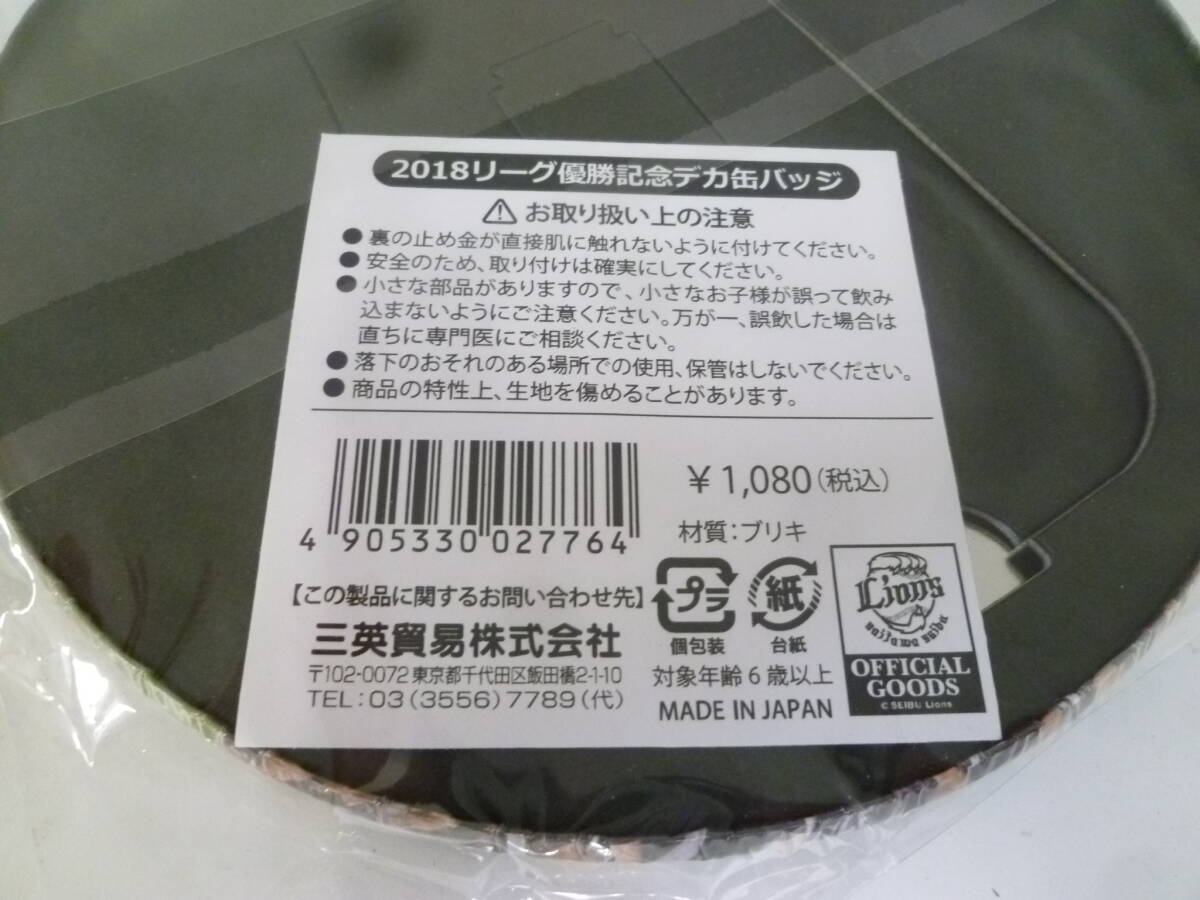 2018リーグ優勝記念デカ缶バッジ
⚠ お取り扱い上の注意
● 裏の止め金が直接肌に触れないように付けてください。
● 安全のため、取り付けは確実にしてください。
● 小さな部品がありますので、小さなお子様が誤って飲み
込まないようにご注意ください。万が一、誤飲した場合は
直ちに専門医にご相談ください。
● 落下のおそれのある場所での使用、保管はしないでください。
● 商品の特性上、生地を傷めることがあります。
4 905330 027764
¥1,080(税込)
材質:ブリキ
【この製品に関するお問い合わせ先】
三英貿易株式会社
〒102-0072 東京都千代田区飯田橋2-1-10
TEL:03(3556)7789(代)
プラ
個包装
紙
台紙
対象年齢6歳以上
MADE IN JAPAN
Lions
saitama seibu
OFFICIAL
GOODS
© SEIBU Lions